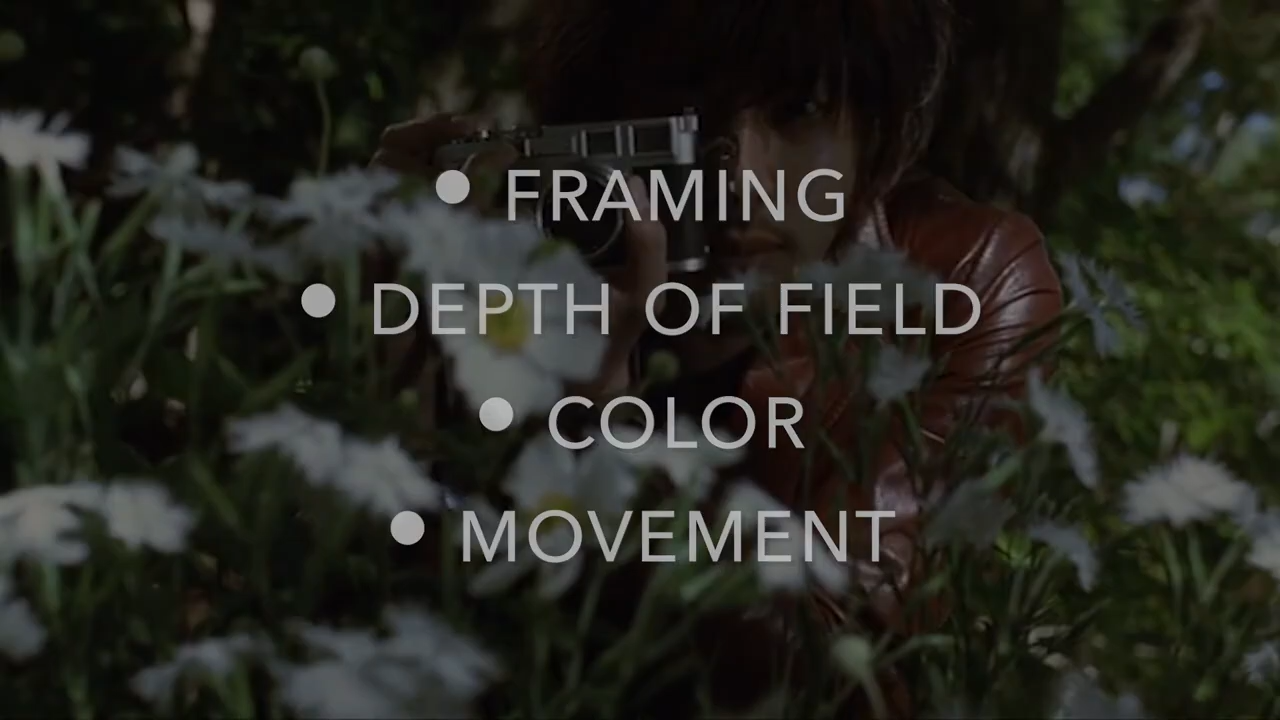 • FRAMING
• DEPTH OF FIELD
• COLOR
• MOVEMENT